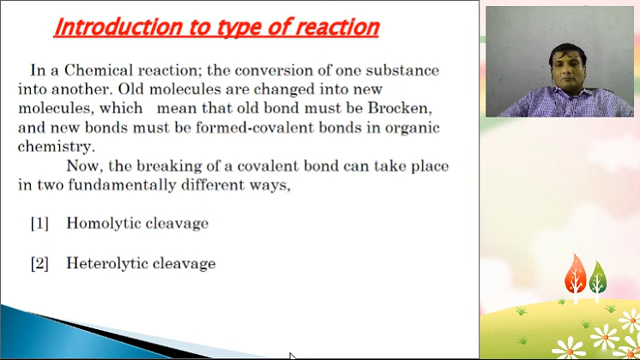 Introduction to type of reaction
In a Chemical reaction; the conversion of one substance
into another. Old molecules are changed into new
molecules, which mean that old bond must be Brocken,
and new bonds must be formed-covalent bonds in organic
chemistry.
Now, the breaking of a covalent bond can take place
in two fundamentally different ways,
[1] Homolytic cleavage
[2] Heterolytic cleavage